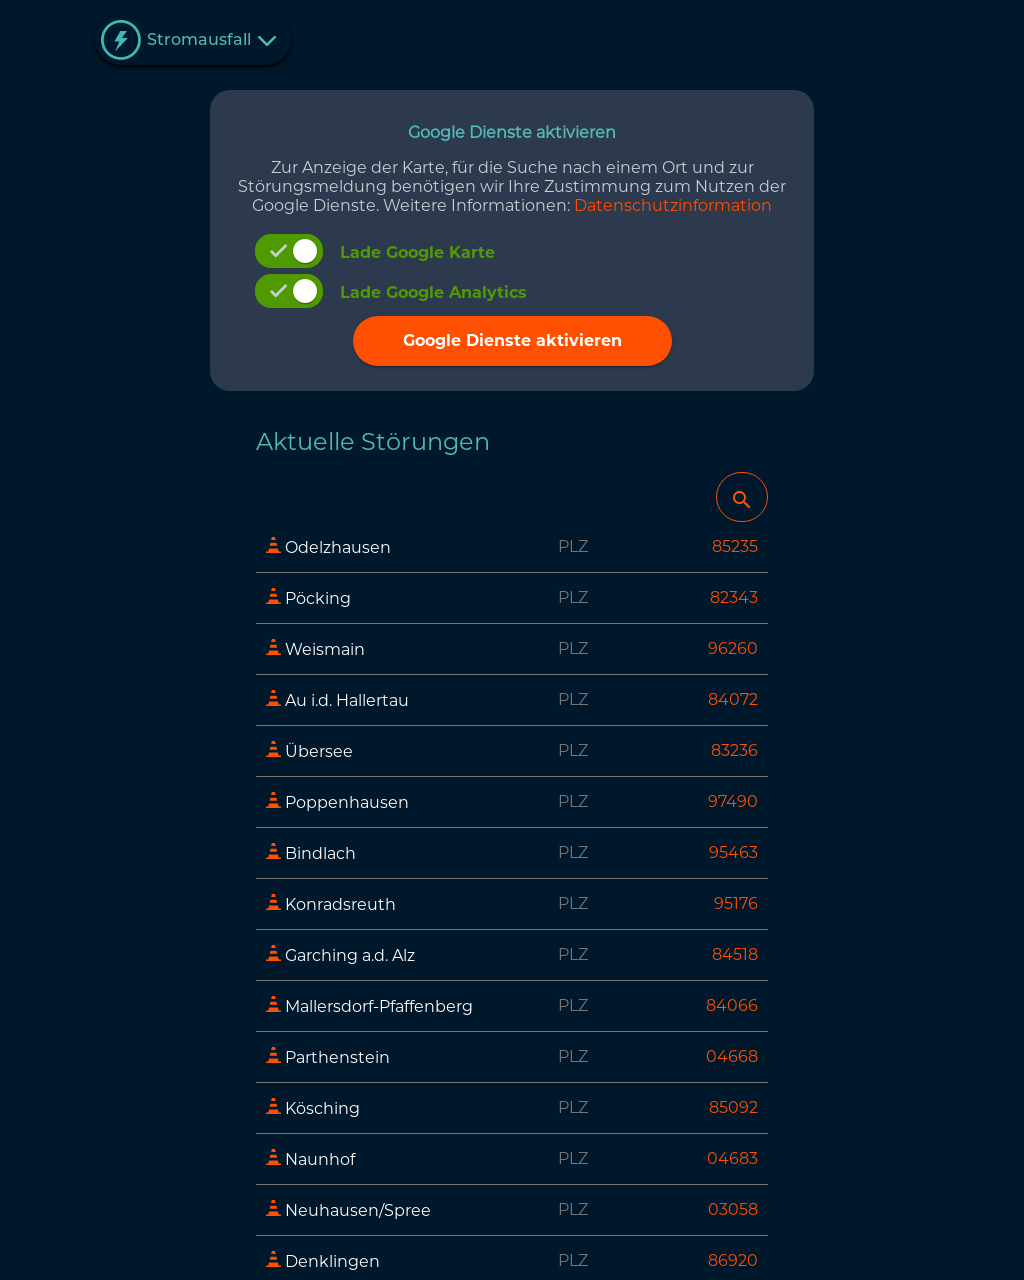 Stromausfall
Google Dienste aktivieren
Zur Anzeige der Karte, für die Suche nach einem Ort und zur
Störungsmeldung benötigen wir Ihre Zustimmung zum Nutzen der
Google Dienste. Weitere Informationen: Datenschutzinformation
Lade Google Karte
Lade Google Analytics
Google Dienste aktivieren
Aktuelle Störungen
Odelzhausen PLZ 85235
Pöcking PLZ 82343
Weismain PLZ 96260
Au i.d. Hallertau PLZ 84072
Übersee PLZ 83236
Poppenhausen PLZ 97490
Bindlach PLZ 95463
Konradsreuth PLZ 95176
Garching a.d. Alz PLZ 84518
Mallersdorf-Pfaffenberg PLZ 84066
Parthenstein PLZ 04668
Kösching PLZ 85092
Naunhof PLZ 04683
Neuhausen/Spree PLZ 03058
Denklingen PLZ 86920